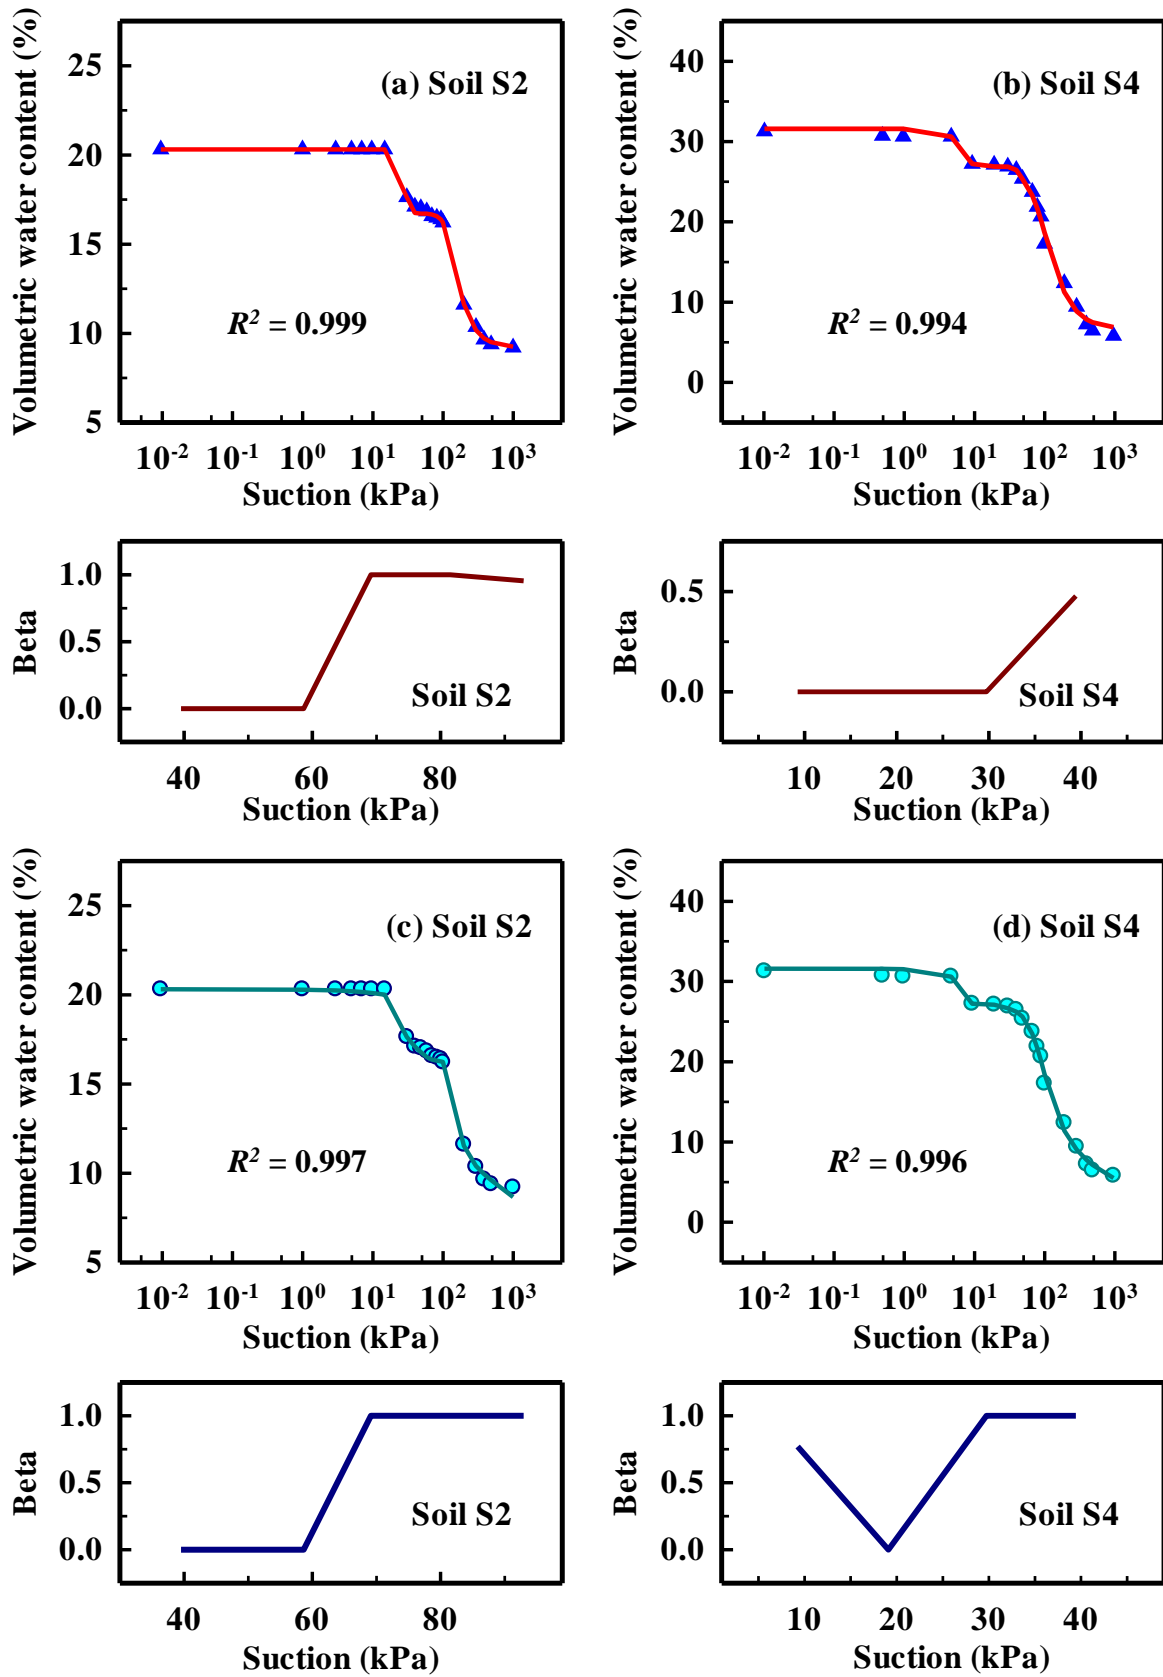 Volumetric water content (%)
25
20
15
10
5
(a) Soil S2
R² = 0.999
10⁻² 10⁻¹ 10⁰ 10¹ 10² 10³
Suction (kPa)
Volumetric water content (%)
40
30
20
10
0
(b) Soil S4
R² = 0.994
10⁻² 10⁻¹ 10⁰ 10¹ 10² 10³
Suction (kPa)
Beta
1.0
0.5
0.0
Soil S2
40 60 80
Suction (kPa)
Beta
0.5
0.0
Soil S4
10 20 30 40
Suction (kPa)
Volumetric water content (%)
25
20
15
10
5
(c) Soil S2
R² = 0.997
10⁻² 10⁻¹ 10⁰ 10¹ 10² 10³
Suction (kPa)
Volumetric water content (%)
40
30
20
10
0
(d) Soil S4
R² = 0.996
10⁻² 10⁻¹ 10⁰ 10¹ 10² 10³
Suction (kPa)
Beta
1.0
0.5
0.0
Soil S2
40 60 80
Suction (kPa)
Beta
1.0
0.5
0.0
Soil S4
10 20 30 40
Suction (kPa)